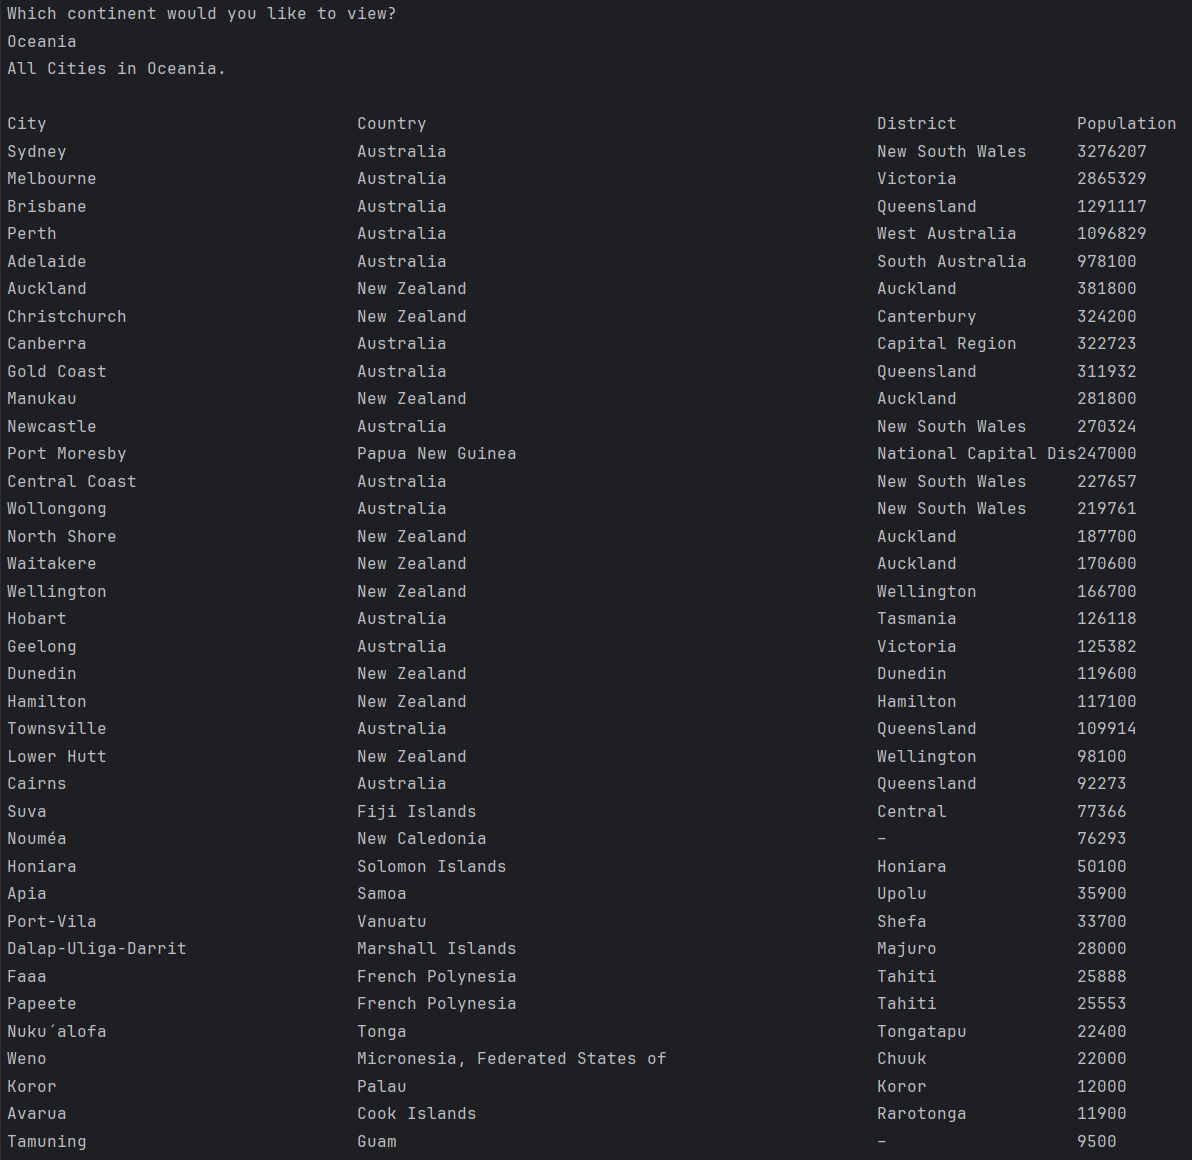 Which continent would you like to view?
Oceania
All Cities in Oceania.
City Country District Population
Sydney Australia New South Wales 3276207
Melbourne Australia Victoria 2865329
Brisbane Australia Queensland 1291117
Perth Australia West Australia 1096829
Adelaide Australia South Australia 978100
Auckland New Zealand Auckland 381800
Christchurch New Zealand Canterbury 324200
Canberra Australia Capital Region 322723
Gold Coast Australia Queensland 311932
Manukau New Zealand Auckland 281800
Newcastle Australia New South Wales 270324
Port Moresby Papua New Guinea National Capital Dis247000
Central Coast Australia New South Wales 227657
Wollongong Australia New South Wales 219761
North Shore New Zealand Auckland 187700
Waitakere New Zealand Auckland 170600
Wellington New Zealand Wellington 166700
Hobart Australia Tasmania 126118
Geelong Australia Victoria 125382
Dunedin New Zealand Dunedin 119600
Hamilton New Zealand Hamilton 117100
Townsville Australia Queensland 109914
Lower Hutt New Zealand Wellington 98100
Cairns Australia Queensland 92273
Suva Fiji Islands Central 77366
Nouméa New Caledonia – 76293
Honiara Solomon Islands Honiara 50100
Apia Samoa Upolu 35900
Port-Vila Vanuatu Shefa 33700
Dalap-Uliga-Darrit Marshall Islands Majuro 28000
Faaa French Polynesia Tahiti 25888
Papeete French Polynesia Tahiti 25553
Nuku´alofa Tonga Tongatapu 22400
Weno Micronesia, Federated States of Chuuk 22000
Koror Palau Koror 12000
Avarua Cook Islands Rarotonga 11900
Tamuning Guam – 9500